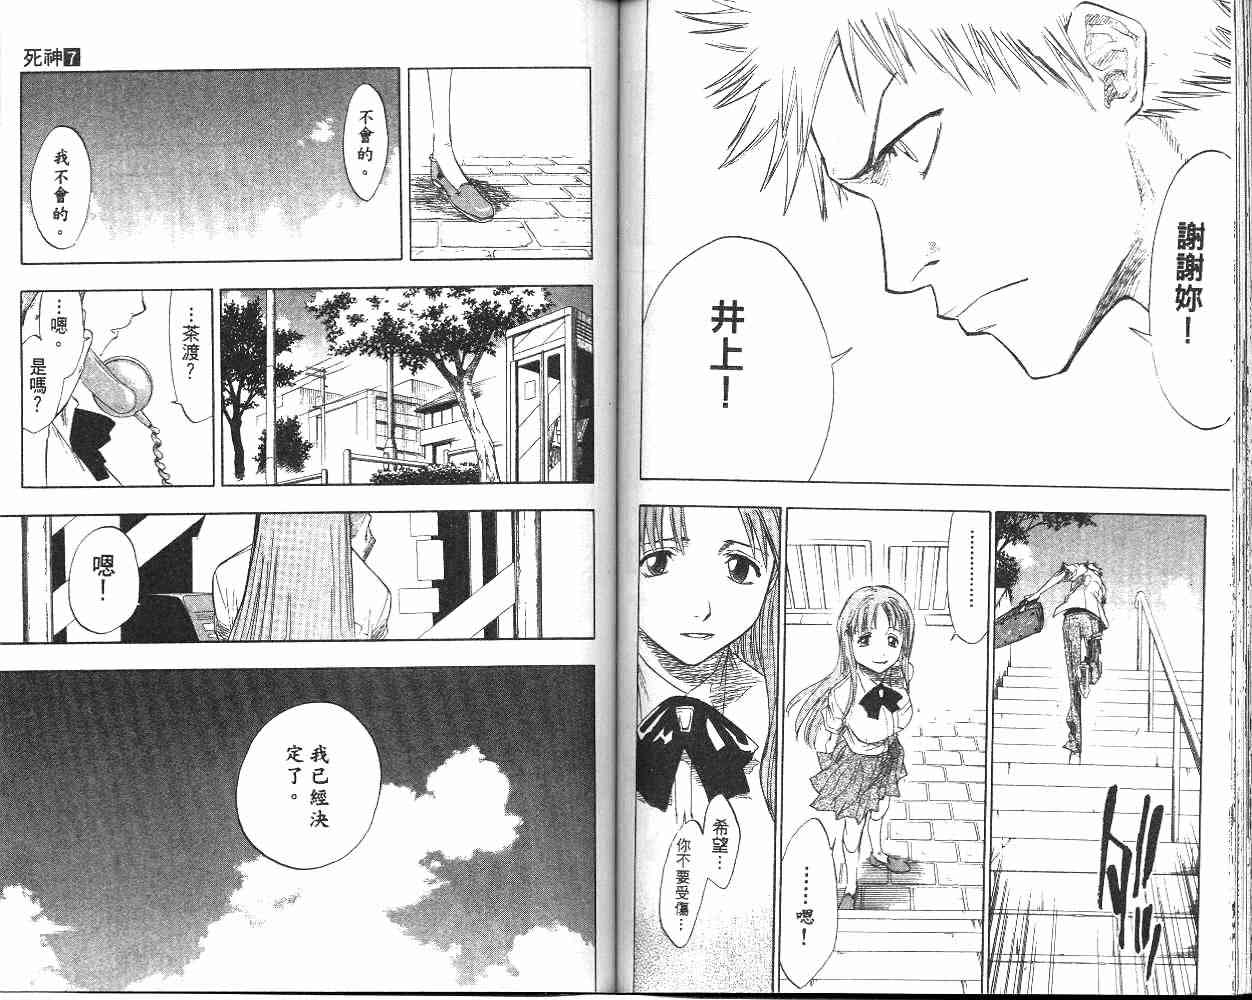 謝謝妳！
井上！
…………
……嗯！
希望…
你不要受傷…
死神7
不會的。
我不會的。
…茶渡？
…嗯。
是嗎？
嗯！
我已經決
定了。